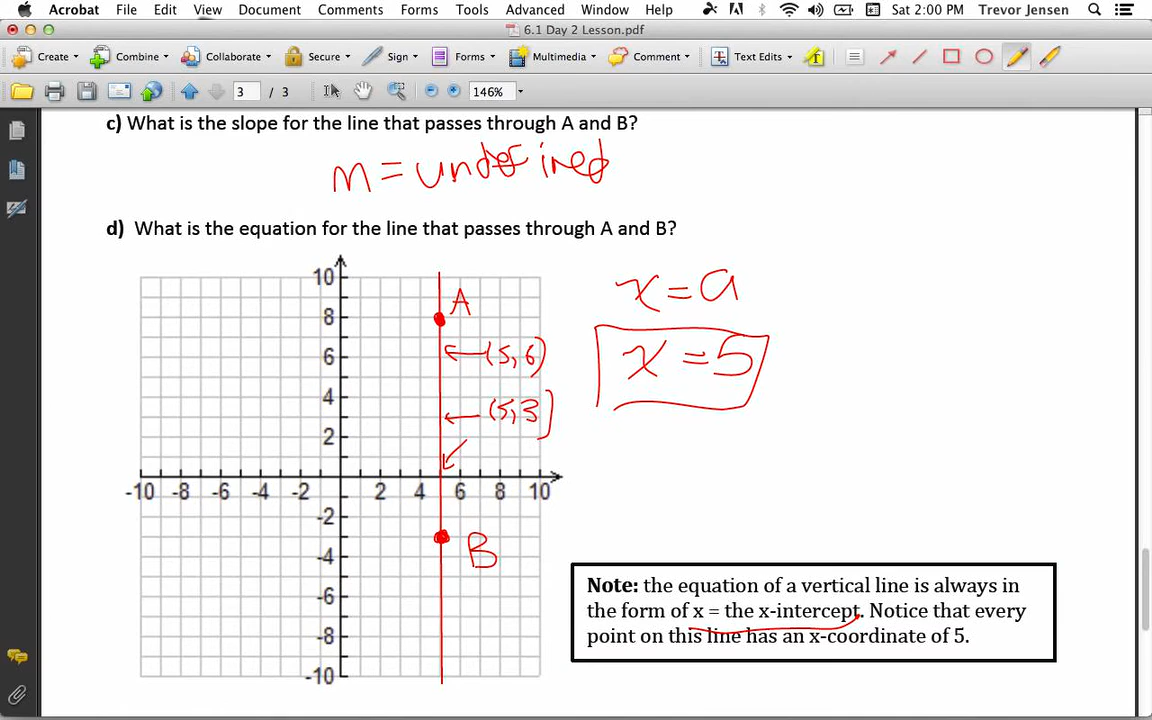 Acrobat File Edit View Document Comments Forms Tools Advanced Window Help Sat 2:00 PM Trevor Jensen
6.1 Day 2 Lesson.pdf
Create Combine Collaborate Secure Sign Forms Multimedia Comment Text Edits
3 / 3 146%
c) What is the slope for the line that passes through A and B?
m = undefined
d) What is the equation for the line that passes through A and B?
x = a
x = 5
10
8
6
4
2
-10 -8 -6 -4 -2 2 4 6 8 10
-2
-4
-6
-8
-10
A
(5,6)
(5,3)
B
Note: the equation of a vertical line is always in
the form of x = the x-intercept. Notice that every
point on this line has an x-coordinate of 5.